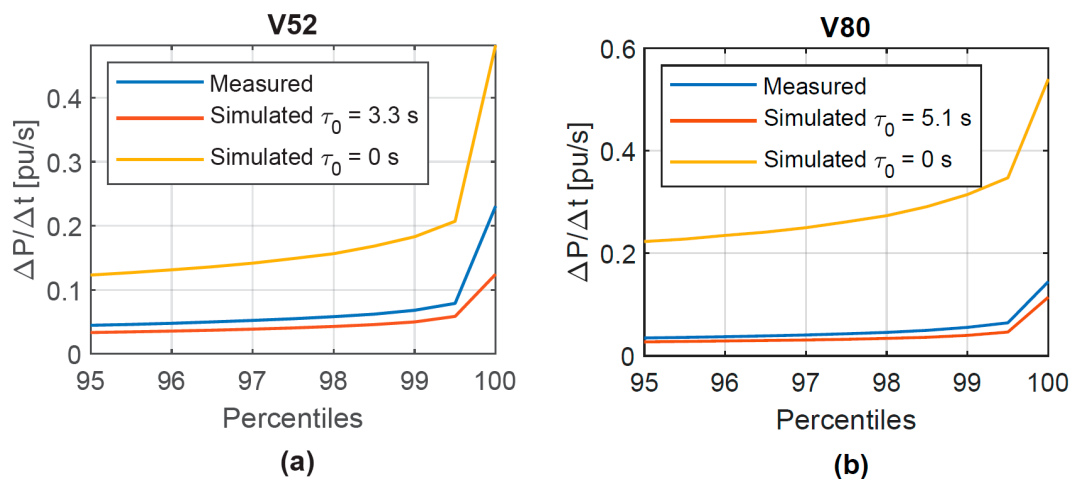 V52
ΔP/Δt [pu/s]
0.4
0.3
0.2
0.1
0
Measured
Simulated τ0 = 3.3 s
Simulated τ0 = 0 s
95 96 97 98 99 100
Percentiles
(a)
V80
ΔP/Δt [pu/s]
0.6
0.4
0.2
0
Measured
Simulated τ0 = 5.1 s
Simulated τ0 = 0 s
95 96 97 98 99 100
Percentiles
(b)